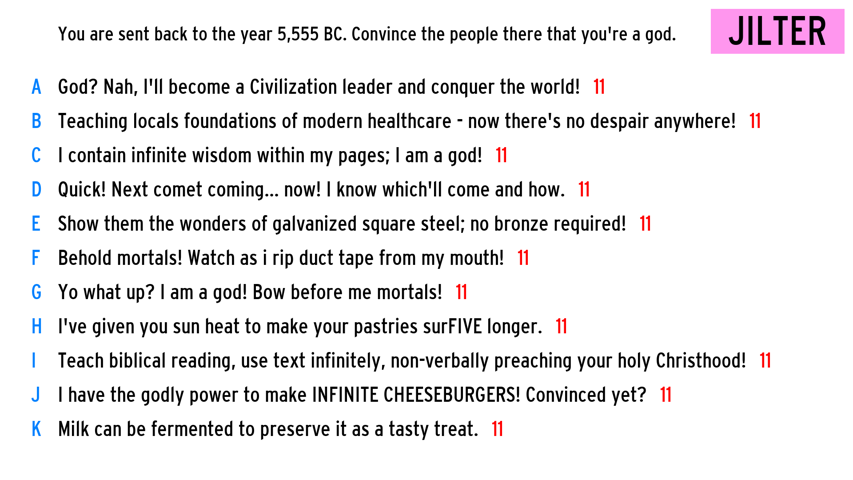 You are sent back to the year 5,555 BC. Convince the people there that you're a god.
JILTER
A God? Nah, I'll become a Civilization leader and conquer the world! 11
B Teaching locals foundations of modern healthcare - now there's no despair anywhere! 11
C I contain infinite wisdom within my pages; I am a god! 11
D Quick! Next comet coming... now! I know which'll come and how. 11
E Show them the wonders of galvanized square steel; no bronze required! 11
F Behold mortals! Watch as i rip duct tape from my mouth! 11
G Yo what up? I am a god! Bow before me mortals! 11
H I've given you sun heat to make your pastries surFIVE longer. 11
I Teach biblical reading, use text infinitely, non-verbally preaching your holy Christhood! 11
J I have the godly power to make INFINITE CHEESEBURGERS! Convinced yet? 11
K Milk can be fermented to preserve it as a tasty treat. 11